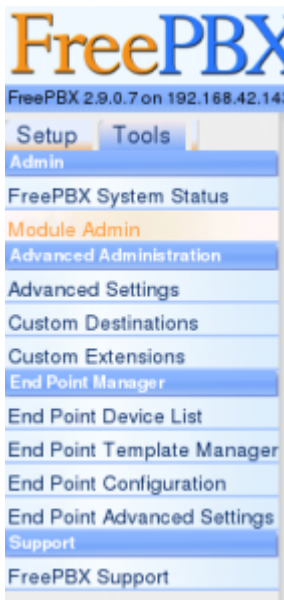 FreePBX
FreePBX 2.9.0.7 on 192.168.42.143
Setup Tools
Admin
FreePBX System Status
Module Admin
Advanced Administration
Advanced Settings
Custom Destinations
Custom Extensions
End Point Manager
End Point Device List
End Point Template Manager
End Point Configuration
End Point Advanced Settings
Support
FreePBX Support